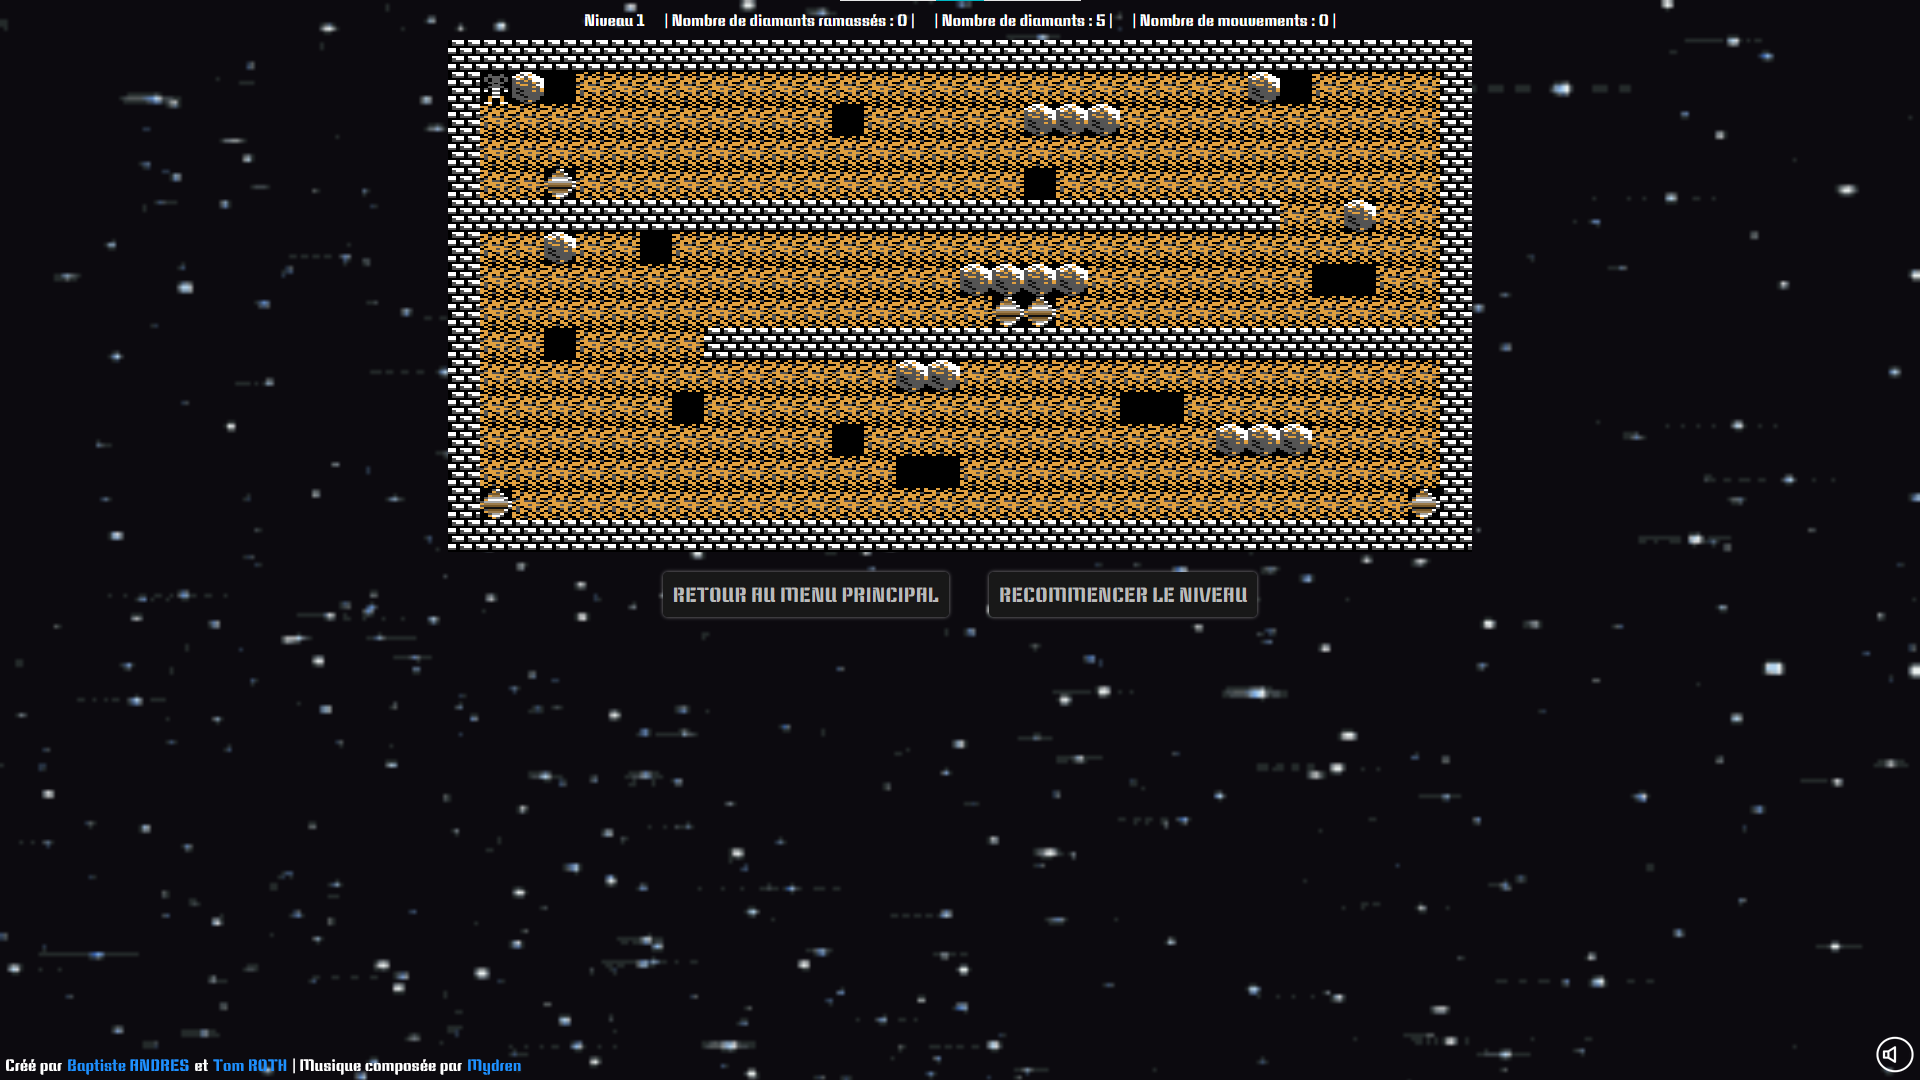 Niveau 1 | Nombre de diamants ramassés : 0 | | Nombre de diamants : 5 | | Nombre de mouvements : 0 |
RETOUR AU MENU PRINCIPAL RECOMMENCER LE NIVEAU
Créé par Baptiste ANDRES et Tom ROTH | Musique composée par Mydren